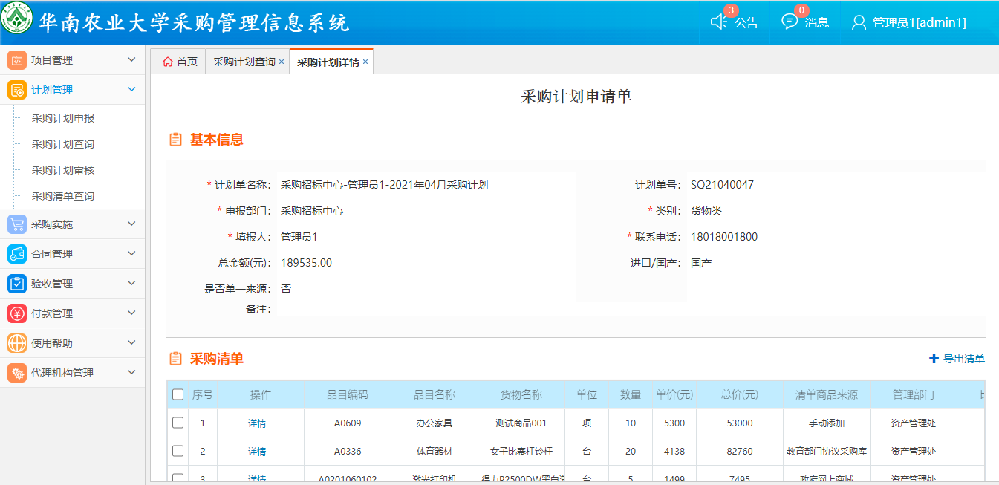 华南农业大学采购管理信息系统
3 公告
0 消息
管理员1[admin1]
项目管理
计划管理
采购计划申报
采购计划查询
采购计划审核
采购清单查询
采购实施
合同管理
验收管理
付款管理
使用帮助
代理机构管理
首页 采购计划查询 × 采购计划详情 ×
采购计划申请单
基本信息
* 计划单名称: 采购招标中心-管理员1-2021年04月采购计划 计划单号: SQ21040047
* 申报部门: 采购招标中心 * 类别: 货物类
* 填报人: 管理员1 * 联系电话: 18018001800
总金额(元): 189535.00 进口/国产: 国产
是否单一来源: 否
备注:
采购清单 导出清单
序号 操作 品目编码 品目名称 货物名称 单位 数量 单价(元) 总价(元) 清单商品来源 管理部门
1 详情 A0609 办公家具 测试商品001 项 10 5300 53000 手动添加 资产管理处
2 详情 A0336 体育器材 女子比赛杠铃杆 台 20 4138 82760 教育部门协议采购库 资产管理处
3 详情 A0201060102 激光打印机 得力P2500DW黑白激 台 5 1499 7495 政府网上商城 资产管理处